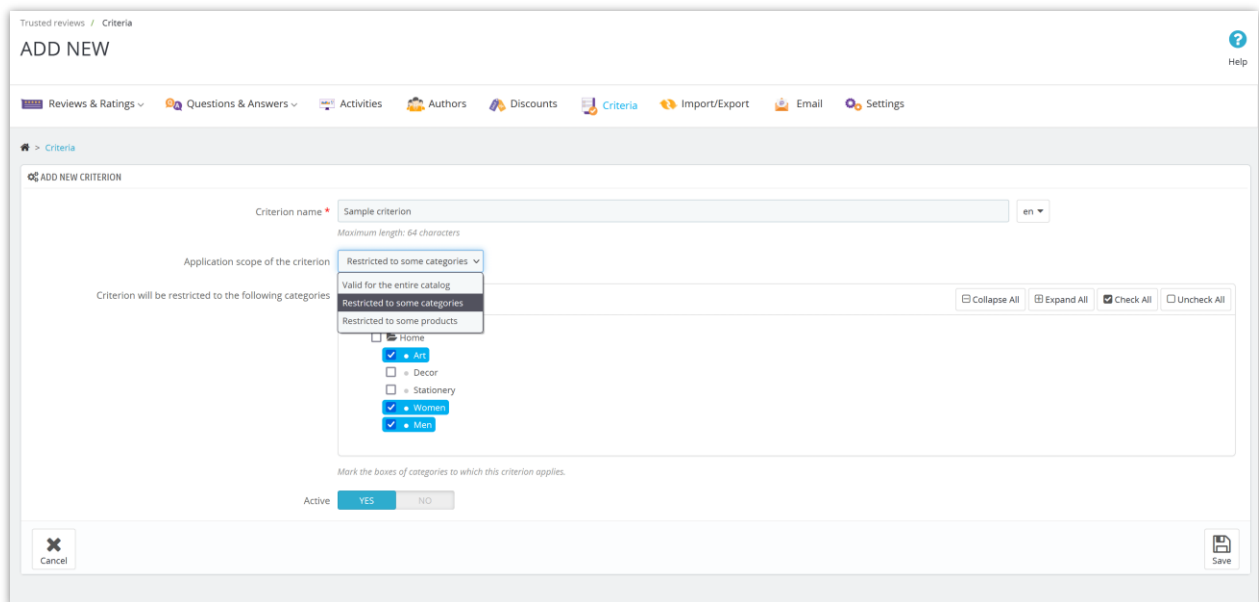 Trusted reviews / Criteria
ADD NEW
Help
Reviews & Ratings Questions & Answers Activities Authors Discounts Criteria Import/Export Email Settings
> Criteria
ADD NEW CRITERION
Criterion name * Sample criterion en
Maximum length: 64 characters
Application scope of the criterion Restricted to some categories
Valid for the entire catalog
Criterion will be restricted to the following categories Restricted to some categories Collapse All Expand All Check All Uncheck All
Restricted to some products
Home
Art
Decor
Stationery
Women
Men
Mark the boxes of categories to which this criterion applies.
Active YES NO
Cancel Save